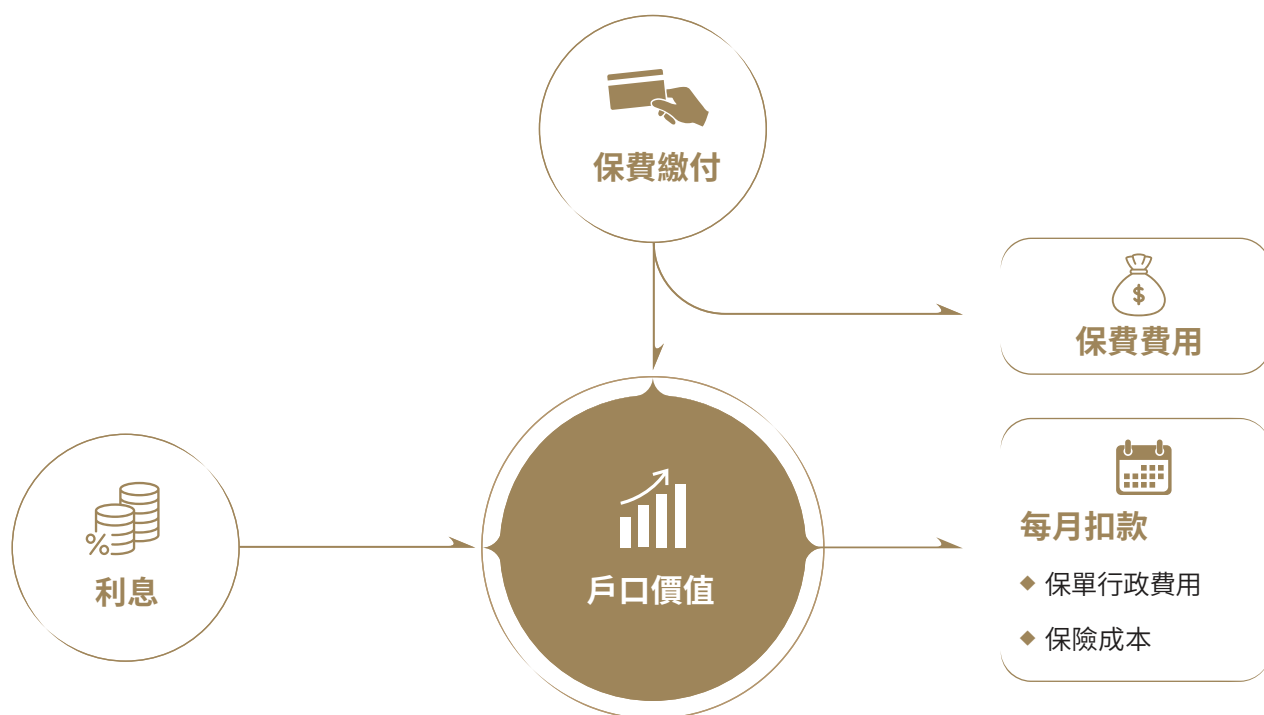 保費繳付
$
保費費用
%
利息
戶口價值
每月扣款
保單行政費用
保險成本